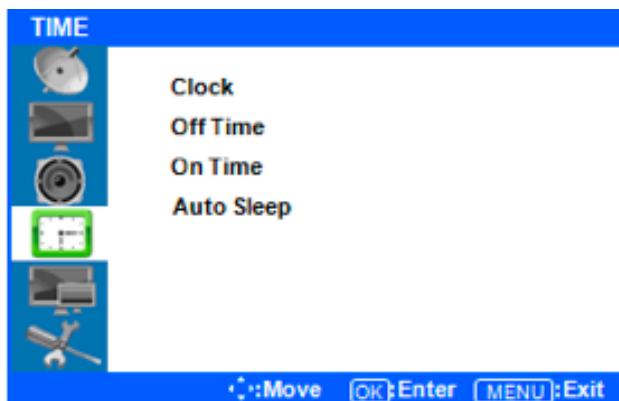 TIME
Clock
Off Time
On Time
Auto Sleep
:Move OK:Enter MENU:Exit